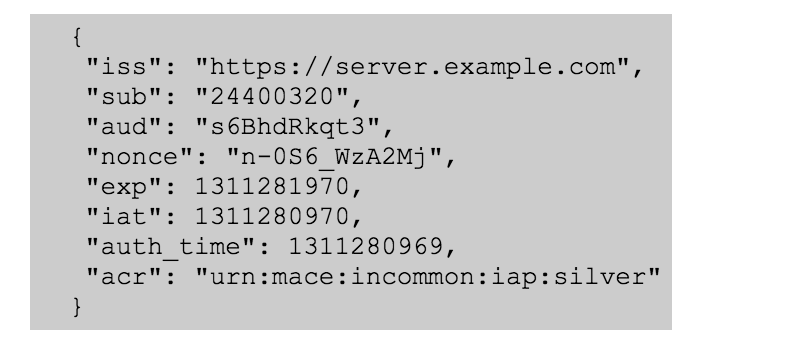 {
"iss": "https://server.example.com",
"sub": "24400320",
"aud": "s6BhdRkqt3",
"nonce": "n-0S6_WzA2Mj",
"exp": 1311281970,
"iat": 1311280970,
"auth_time": 1311280969,
"acr": "urn:mace:incommon:iap:silver"
}